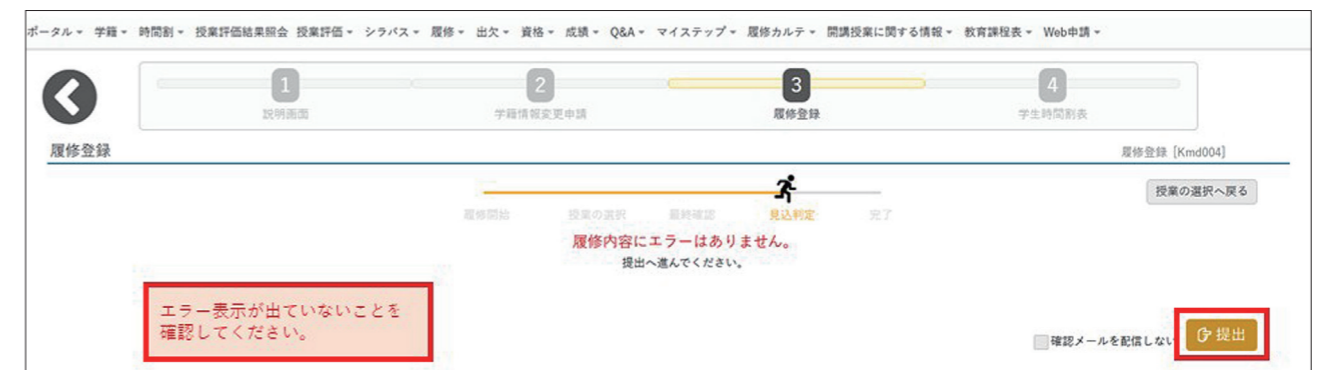 ポータル 学籍 時間割 授業評価結果照会 授業評価 シラバス 履修 出欠 資格 成績 Q&A マイステップ 履修カルテ 開講授業に関する情報 教育課程表 Web申請
1 2 3 4
説明画面 学籍情報変更申請 履修登録 学生時間割表
履修登録 履修登録 [Kmd004]
授業の選択へ戻る
履修開始 授業の選択 最終確認 見込判定 完了
履修内容にエラーはありません。
提出へ進んでください。
エラー表示が出ていないことを
確認してください。
確認メールを配信しない 提出